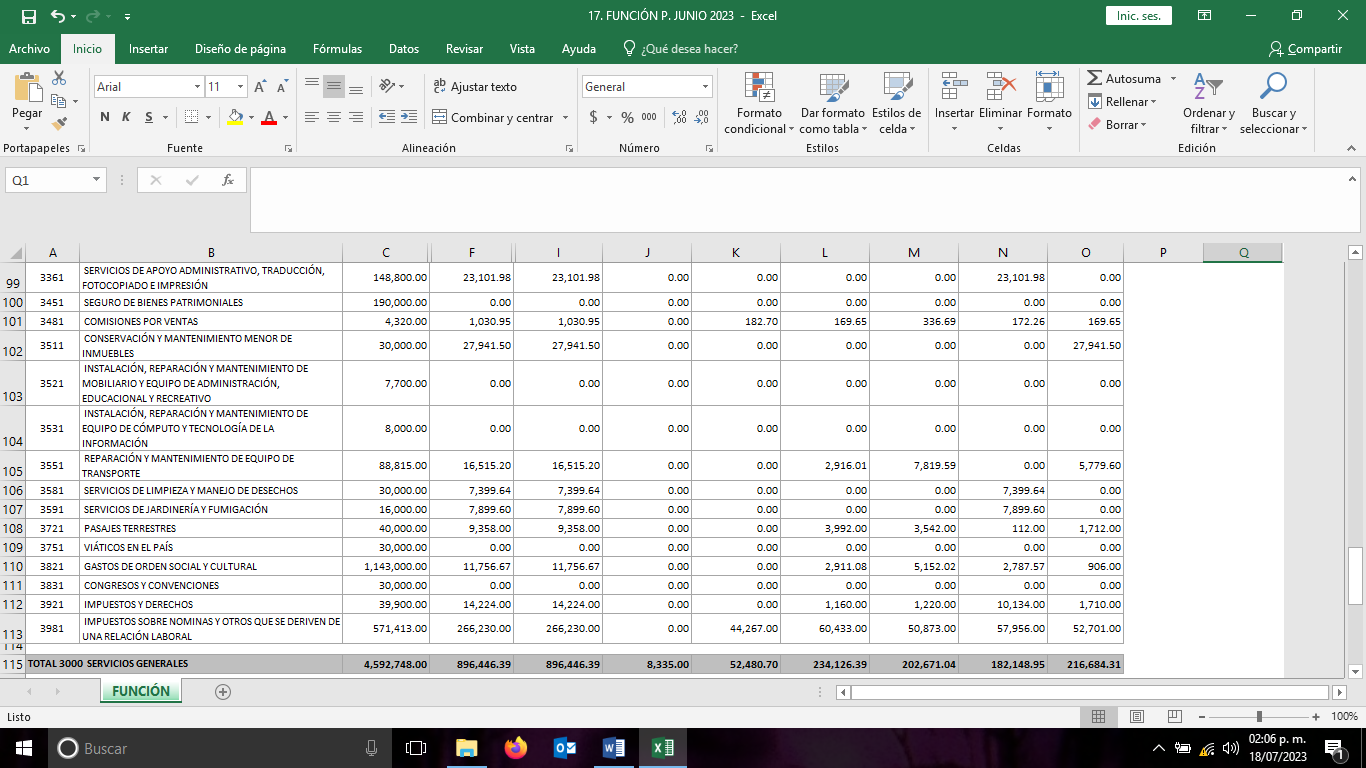 17. FUNCIÓN P. JUNIO 2023 - Excel
Inic. ses.
Archivo Inicio Insertar Diseño de página Fórmulas Datos Revisar Vista Ayuda ¿Qué desea hacer? Compartir
Pegar
Arial 11
N K S
Ajustar texto
Combinar y centrar
General
$ % 000
Formato condicional
Dar formato como tabla
Estilos de celda
Insertar Eliminar Formato
Autosuma
Rellenar
Borrar
Ordenar y filtrar
Buscar y seleccionar
Portapapeles Fuente Alineación Número Estilos Celdas Edición
Q1 fx
A B C F I J K L M N O P Q
99 3361 SERVICIOS DE APOYO ADMINISTRATIVO, TRADUCCIÓN, FOTOCOPIADO E IMPRESIÓN 148,800.00 23,101.98 23,101.98 0.00 0.00 0.00 0.00 23,101.98 0.00
100 3451 SEGURO DE BIENES PATRIMONIALES 190,000.00 0.00 0.00 0.00 0.00 0.00 0.00 0.00 0.00
101 3481 COMISIONES POR VENTAS 4,320.00 1,030.95 1,030.95 0.00 182.70 169.65 336.69 172.26 169.65
102 3511 CONSERVACIÓN Y MANTENIMIENTO MENOR DE INMUEBLES 30,000.00 27,941.50 27,941.50 0.00 0.00 0.00 0.00 0.00 27,941.50
103 3521 INSTALACIÓN, REPARACIÓN Y MANTENIMIENTO DE MOBILIARIO Y EQUIPO DE ADMINISTRACIÓN, EDUCACIONAL Y RECREATIVO 7,700.00 0.00 0.00 0.00 0.00 0.00 0.00 0.00 0.00
104 3531 INSTALACIÓN, REPARACIÓN Y MANTENIMIENTO DE EQUIPO DE CÓMPUTO Y TECNOLOGÍA DE LA INFORMACIÓN 8,000.00 0.00 0.00 0.00 0.00 0.00 0.00 0.00 0.00
105 3551 REPARACIÓN Y MANTENIMIENTO DE EQUIPO DE TRANSPORTE 88,815.00 16,515.20 16,515.20 0.00 0.00 2,916.01 7,819.59 0.00 5,779.60
106 3581 SERVICIOS DE LIMPIEZA Y MANEJO DE DESECHOS 30,000.00 7,399.64 7,399.64 0.00 0.00 0.00 0.00 7,399.64 0.00
107 3591 SERVICIOS DE JARDINERÍA Y FUMIGACIÓN 16,000.00 7,899.60 7,899.60 0.00 0.00 0.00 0.00 7,899.60 0.00
108 3721 PASAJES TERRESTRES 40,000.00 9,358.00 9,358.00 0.00 0.00 3,992.00 3,542.00 112.00 1,712.00
109 3751 VIÁTICOS EN EL PAÍS 30,000.00 0.00 0.00 0.00 0.00 0.00 0.00 0.00 0.00
110 3821 GASTOS DE ORDEN SOCIAL Y CULTURAL 1,143,000.00 11,756.67 11,756.67 0.00 0.00 2,911.08 5,152.02 2,787.57 906.00
111 3831 CONGRESOS Y CONVENCIONES 30,000.00 0.00 0.00 0.00 0.00 0.00 0.00 0.00 0.00
112 3921 IMPUESTOS Y DERECHOS 39,900.00 14,224.00 14,224.00 0.00 0.00 1,160.00 1,220.00 10,134.00 1,710.00
113 3981 IMPUESTOS SOBRE NOMINAS Y OTROS QUE SE DERIVEN DE UNA RELACIÓN LABORAL 571,413.00 266,230.00 266,230.00 0.00 44,267.00 60,433.00 50,873.00 57,956.00 52,701.00
114
115 TOTAL 3000 SERVICIOS GENERALES 4,592,748.00 896,446.39 896,446.39 8,335.00 52,480.70 234,126.39 202,671.04 182,148.95 216,684.31
FUNCIÓN
Listo 100%
Buscar
02:06 p. m.
18/07/2023
1